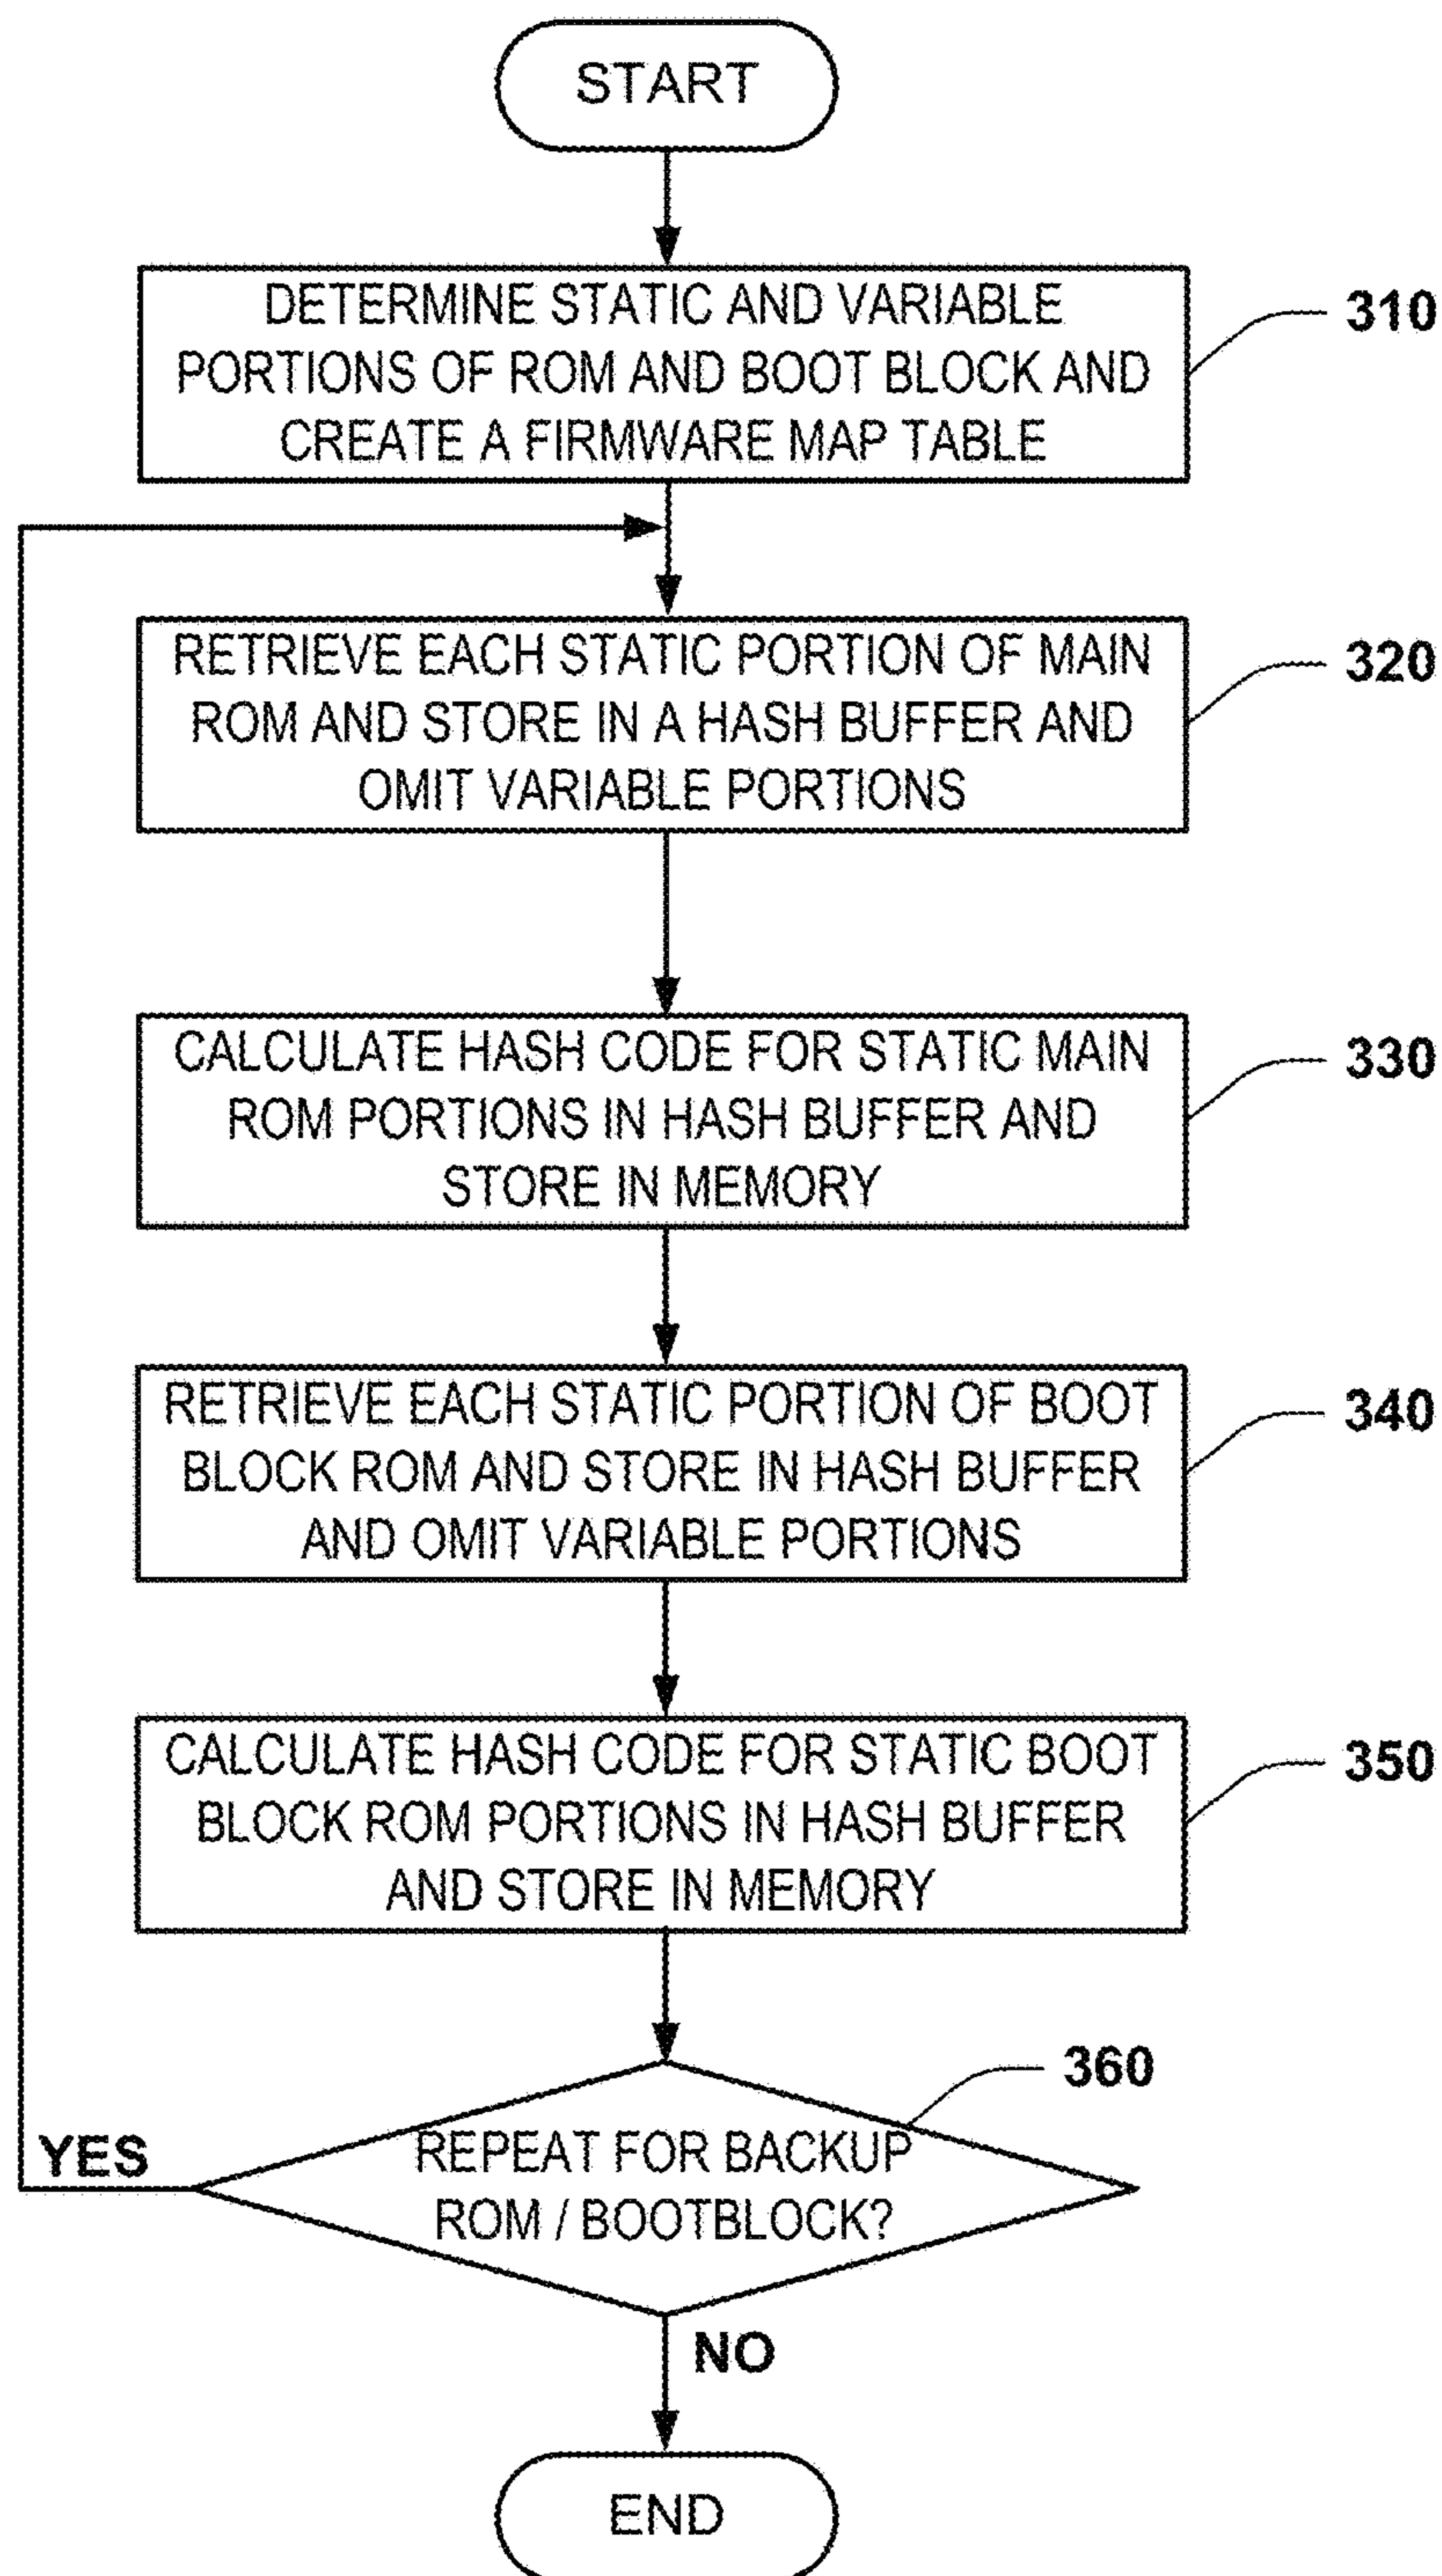 START
DETERMINE STATIC AND VARIABLE
PORTIONS OF ROM AND BOOT BLOCK AND
CREATE A FIRMWARE MAP TABLE
310
RETRIEVE EACH STATIC PORTION OF MAIN
ROM AND STORE IN A HASH BUFFER AND
OMIT VARIABLE PORTIONS
320
CALCULATE HASH CODE FOR STATIC MAIN
ROM PORTIONS IN HASH BUFFER AND
STORE IN MEMORY
330
RETRIEVE EACH STATIC PORTION OF BOOT
BLOCK ROM AND STORE IN HASH BUFFER
AND OMIT VARIABLE PORTIONS
340
CALCULATE HASH CODE FOR STATIC BOOT
BLOCK ROM PORTIONS IN HASH BUFFER
AND STORE IN MEMORY
350
360
YES
REPEAT FOR BACKUP
ROM / BOOTBLOCK?
NO
END